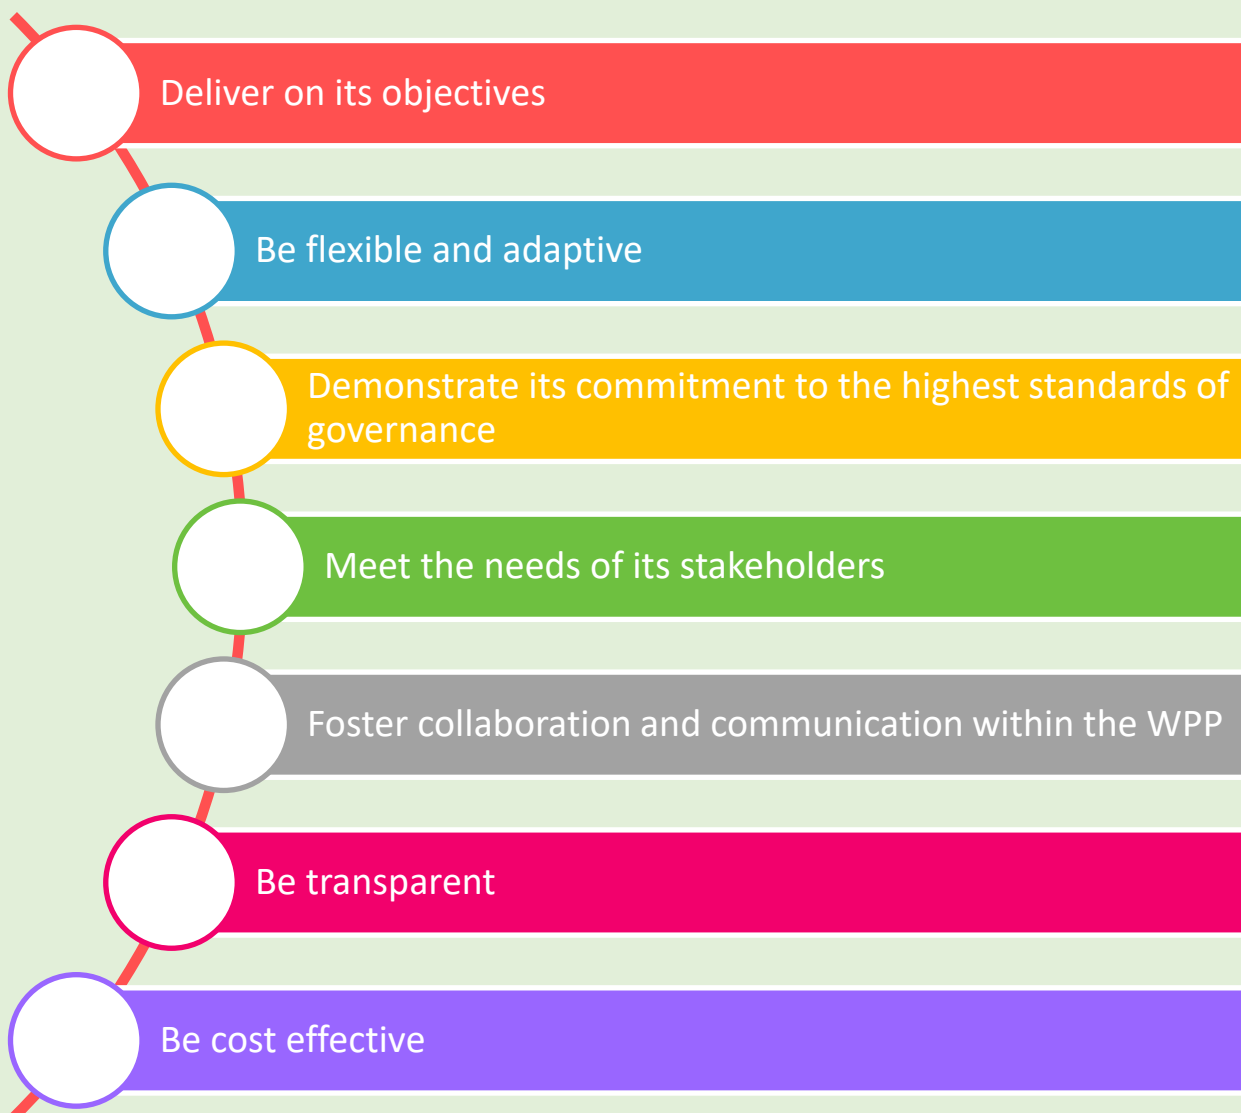 Deliver on its objectives
Be flexible and adaptive
Demonstrate its commitment to the highest standards of
governance
Meet the needs of its stakeholders
Foster collaboration and communication within the WPP
Be transparent
Be cost effective